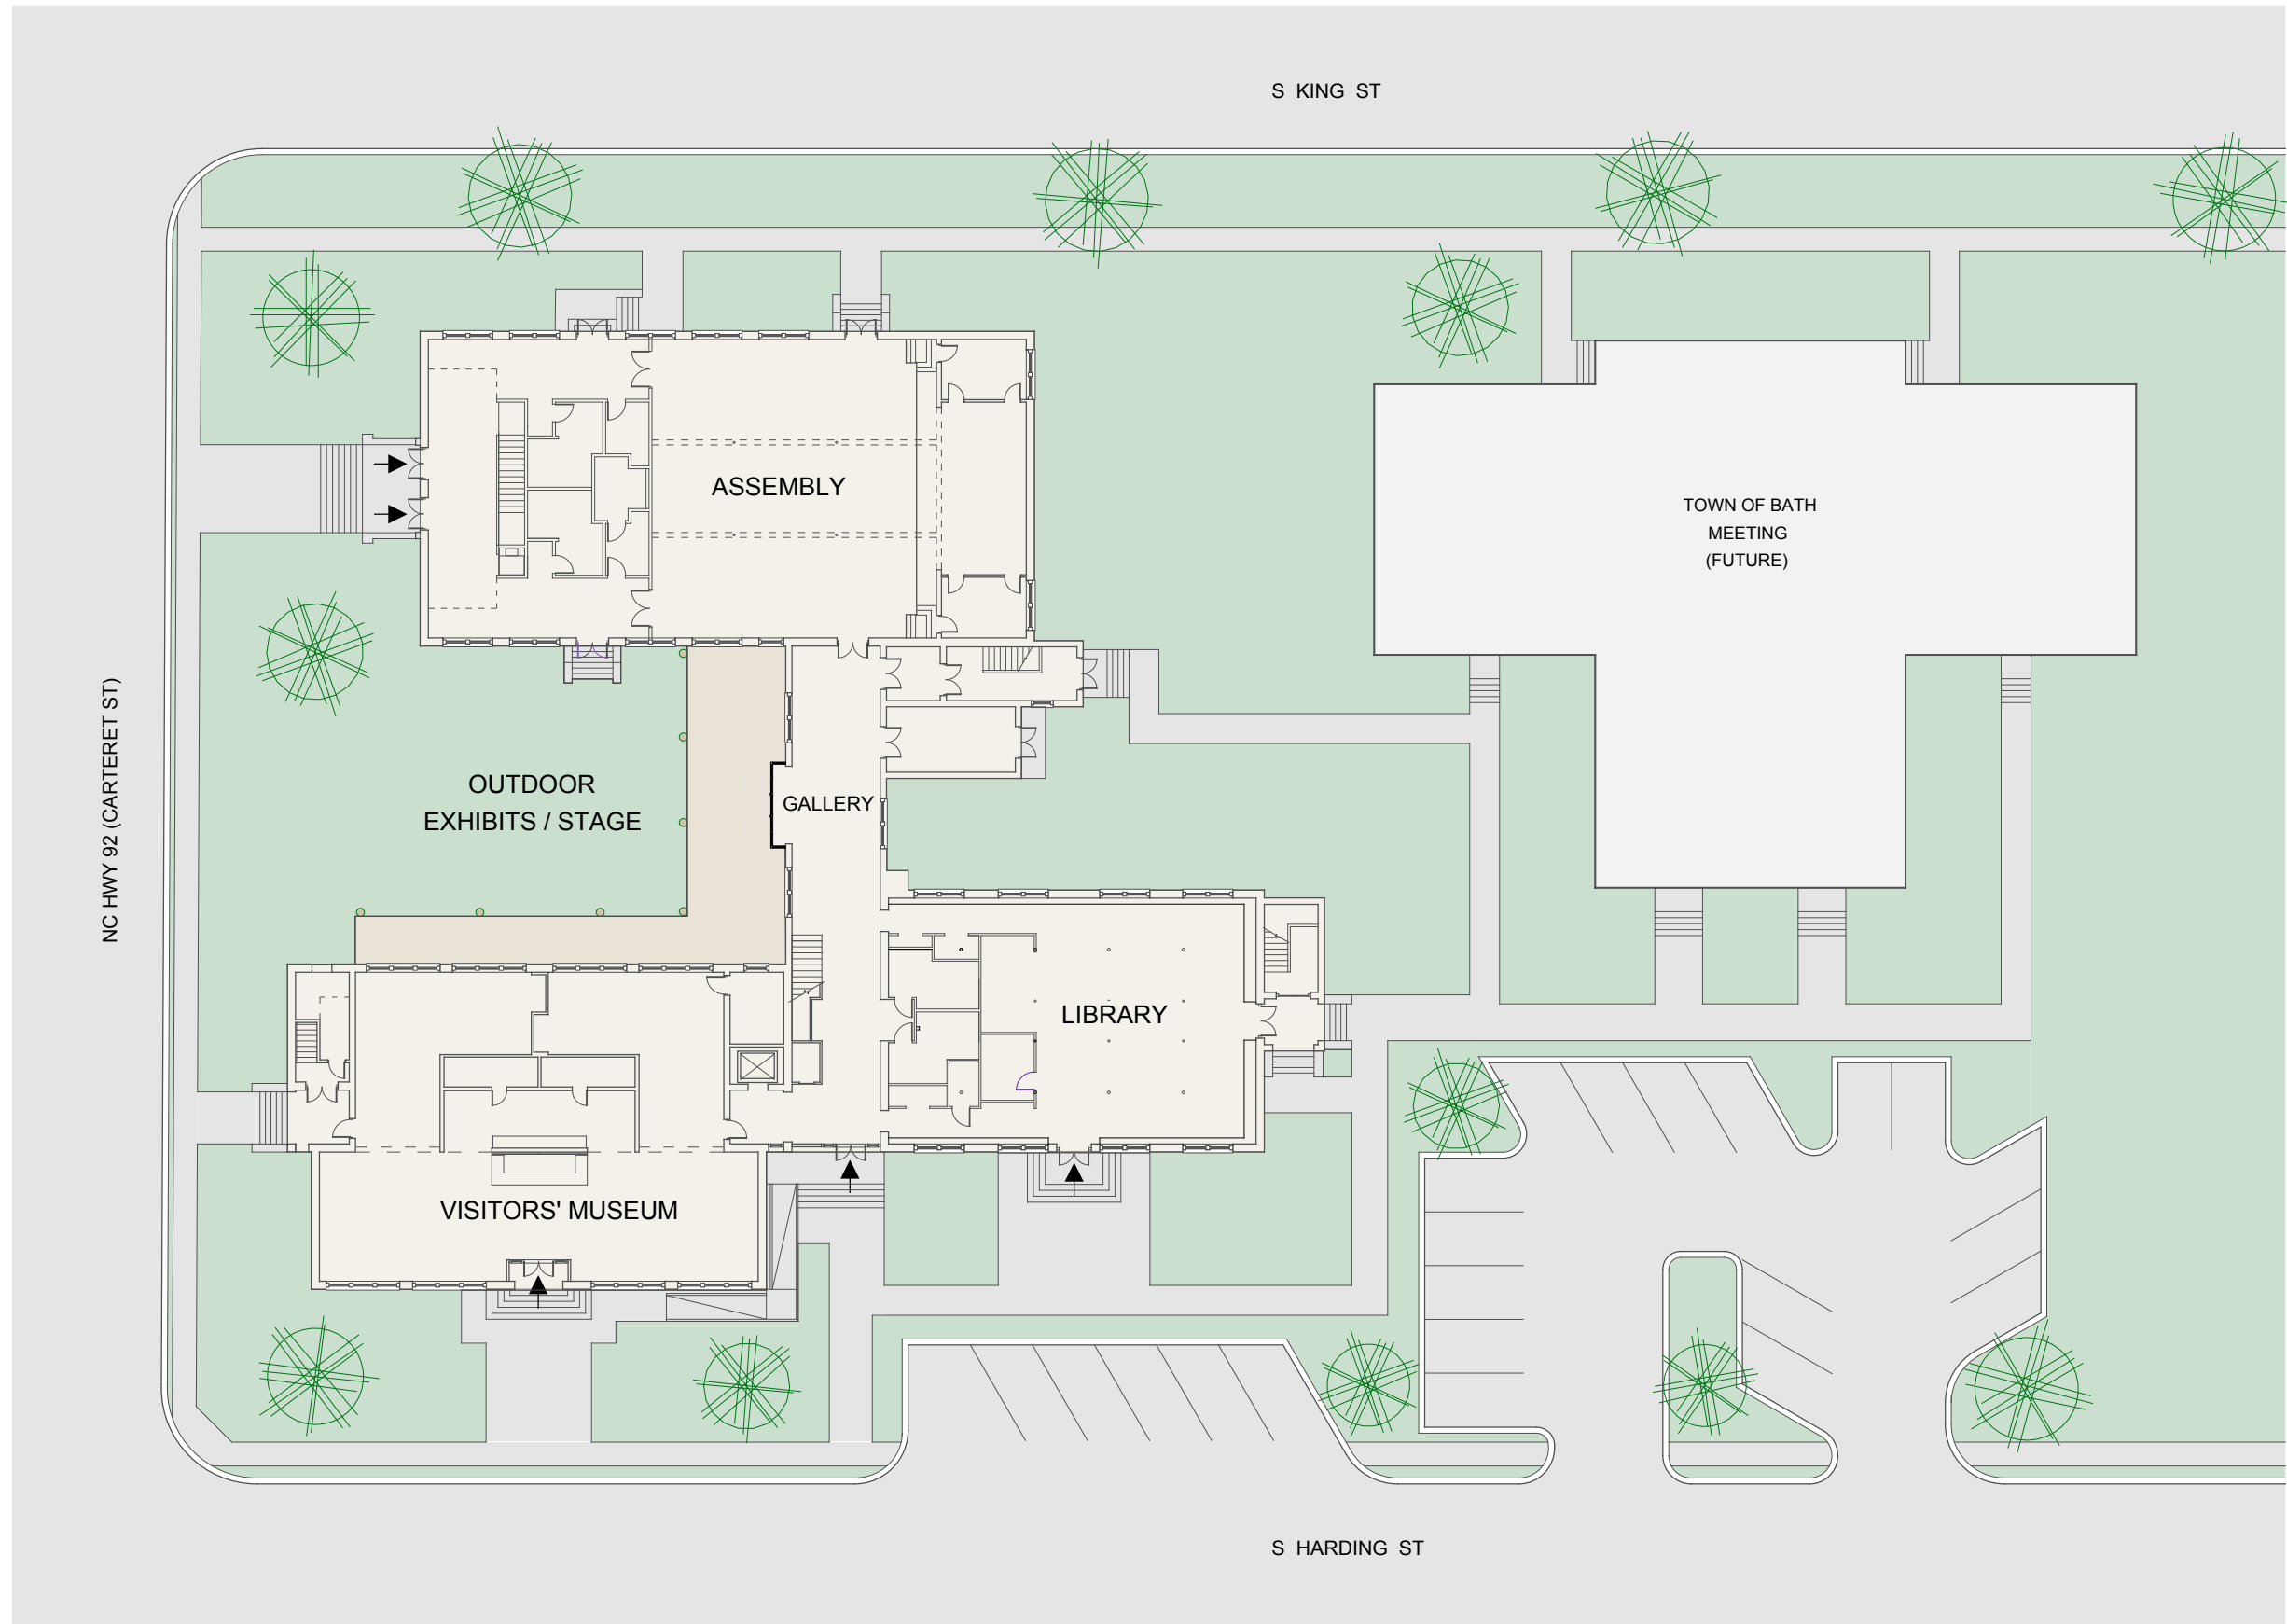 S KING ST
ASSEMBLY
TOWN OF BATH
MEETING
(FUTURE)
NC HWY 92 (CARTERET ST)
OUTDOOR
EXHIBITS / STAGE
GALLERY
LIBRARY
VISITORS' MUSEUM
S HARDING ST